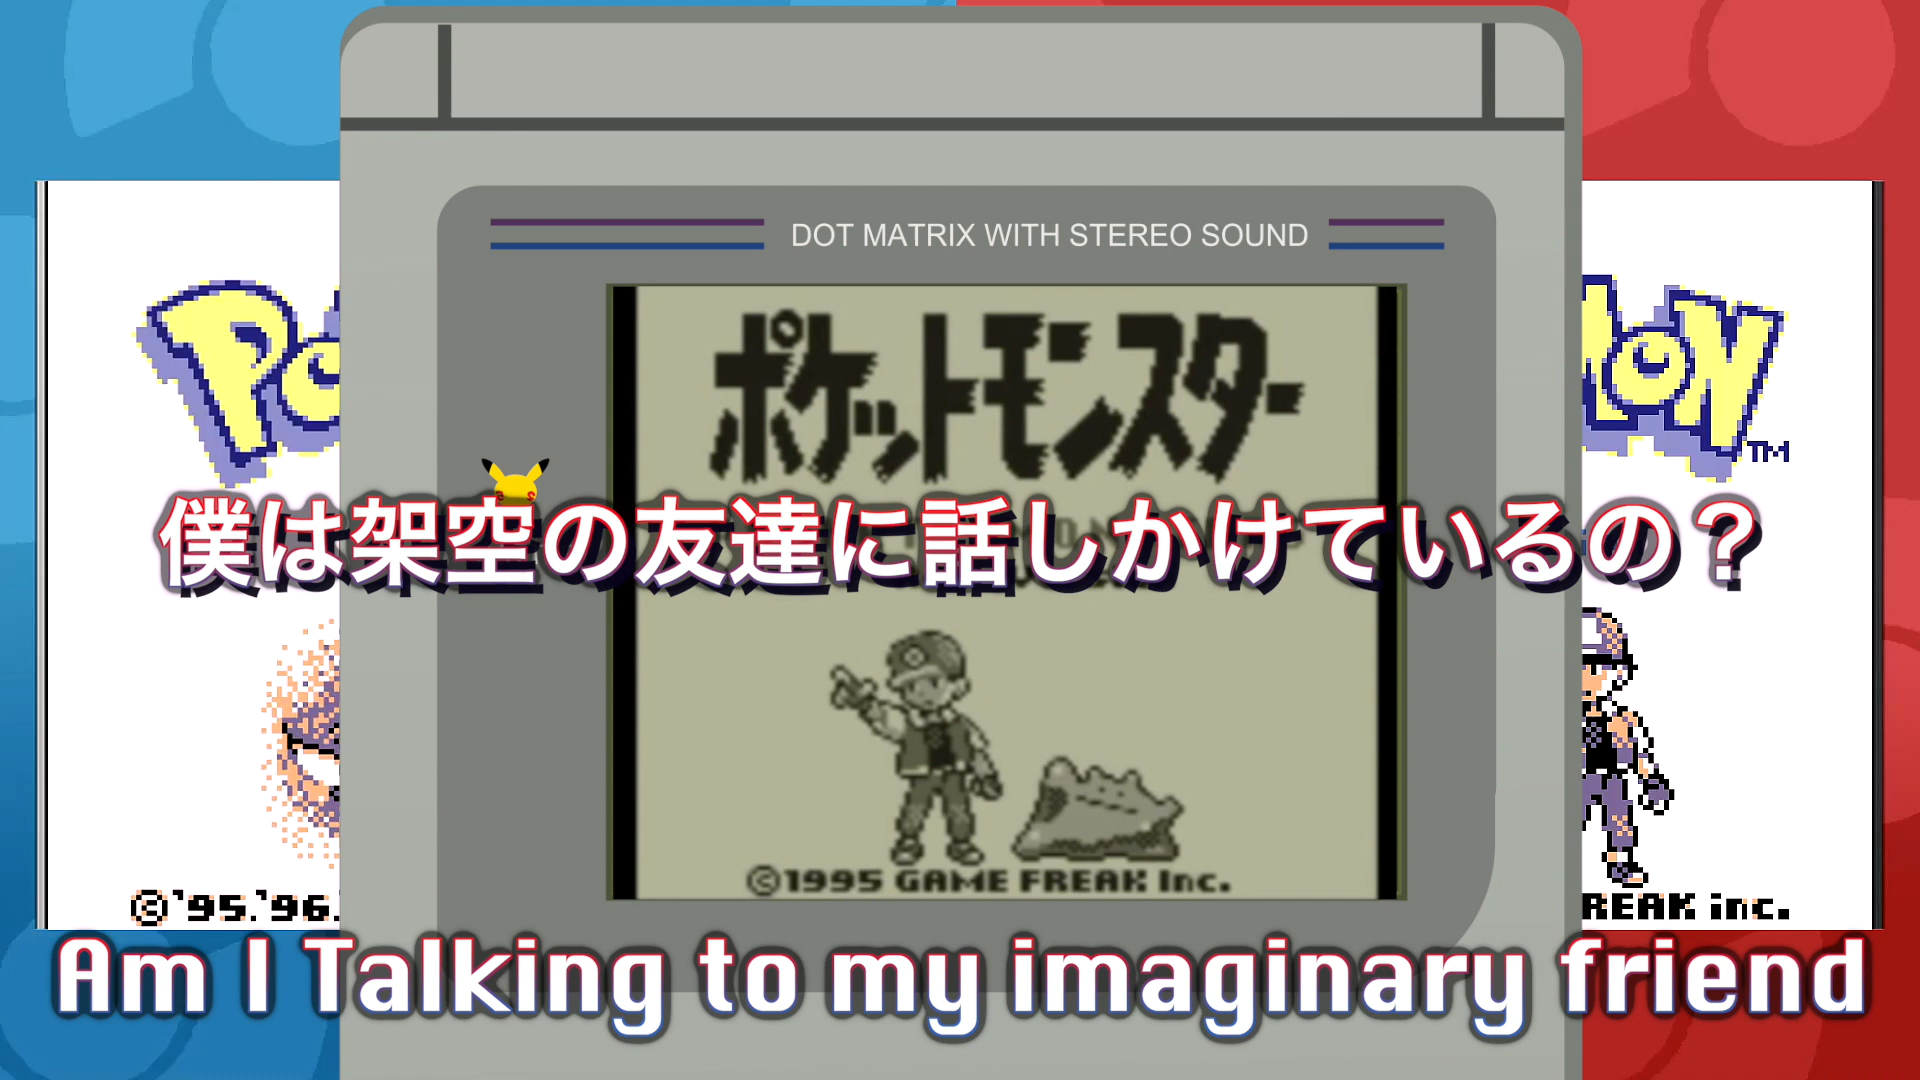 DOT MATRIX WITH STEREO SOUND
ポケットモンスター
TM
僕は架空の友達に話しかけているの？
©1995 GAME FREAK Inc.
©'95.'96.
FREAK inc.
Am I Talking to my imaginary friend